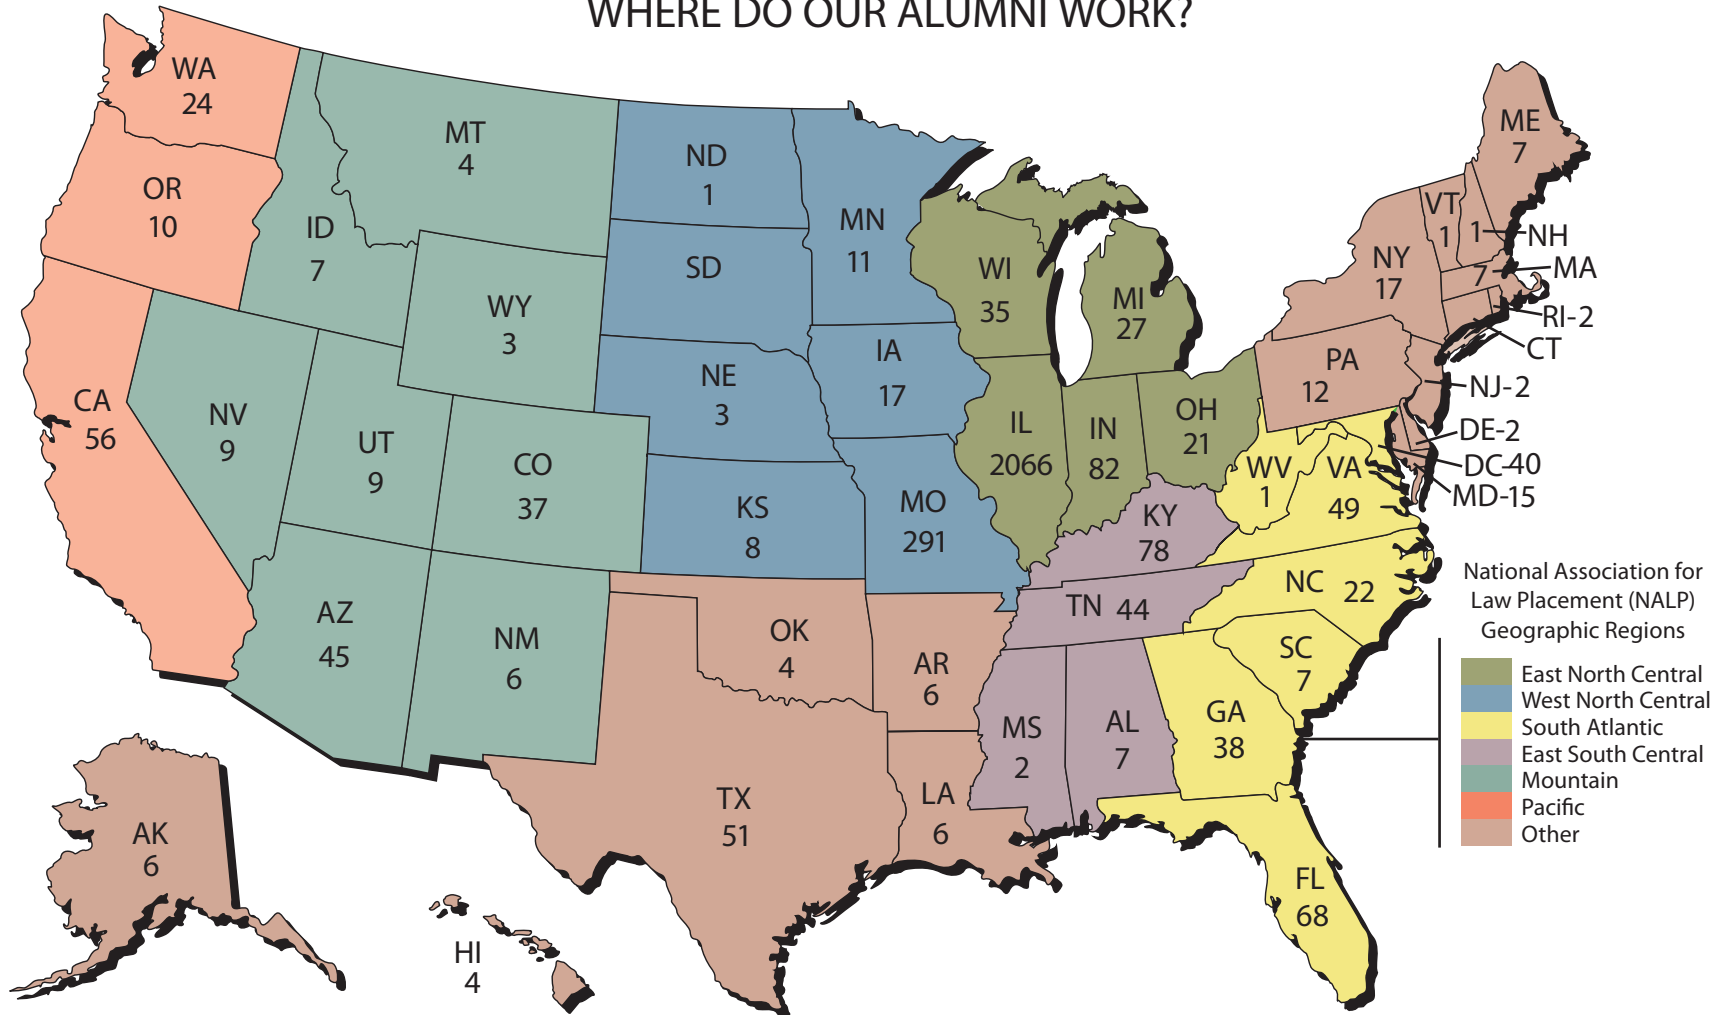 WHERE DO OUR ALUMNI WORK?
WA
24
OR
10
CA
56
MT
4
ID
7
WY
3
NV
9
UT
9
CO
37
AZ
45
NM
6
ND
1
SD
NE
3
KS
8
MN
11
IA
17
MO
291
WI
35
MI
27
IL
2066
IN
82
OH
21
KY
78
TN 44
MS
2
AL
7
OK
4
AR
6
TX
51
LA
6
WV
1
VA
49
NC 22
SC
7
GA
38
FL
68
ME
7
VT
1
1 NH
7 MA
NY
17
RI-2
CT
PA
12
NJ-2
DE-2
DC-40
MD-15
AK
6
HI
4
National Association for
Law Placement (NALP)
Geographic Regions
East North Central
West North Central
South Atlantic
East South Central
Mountain
Pacific
Other